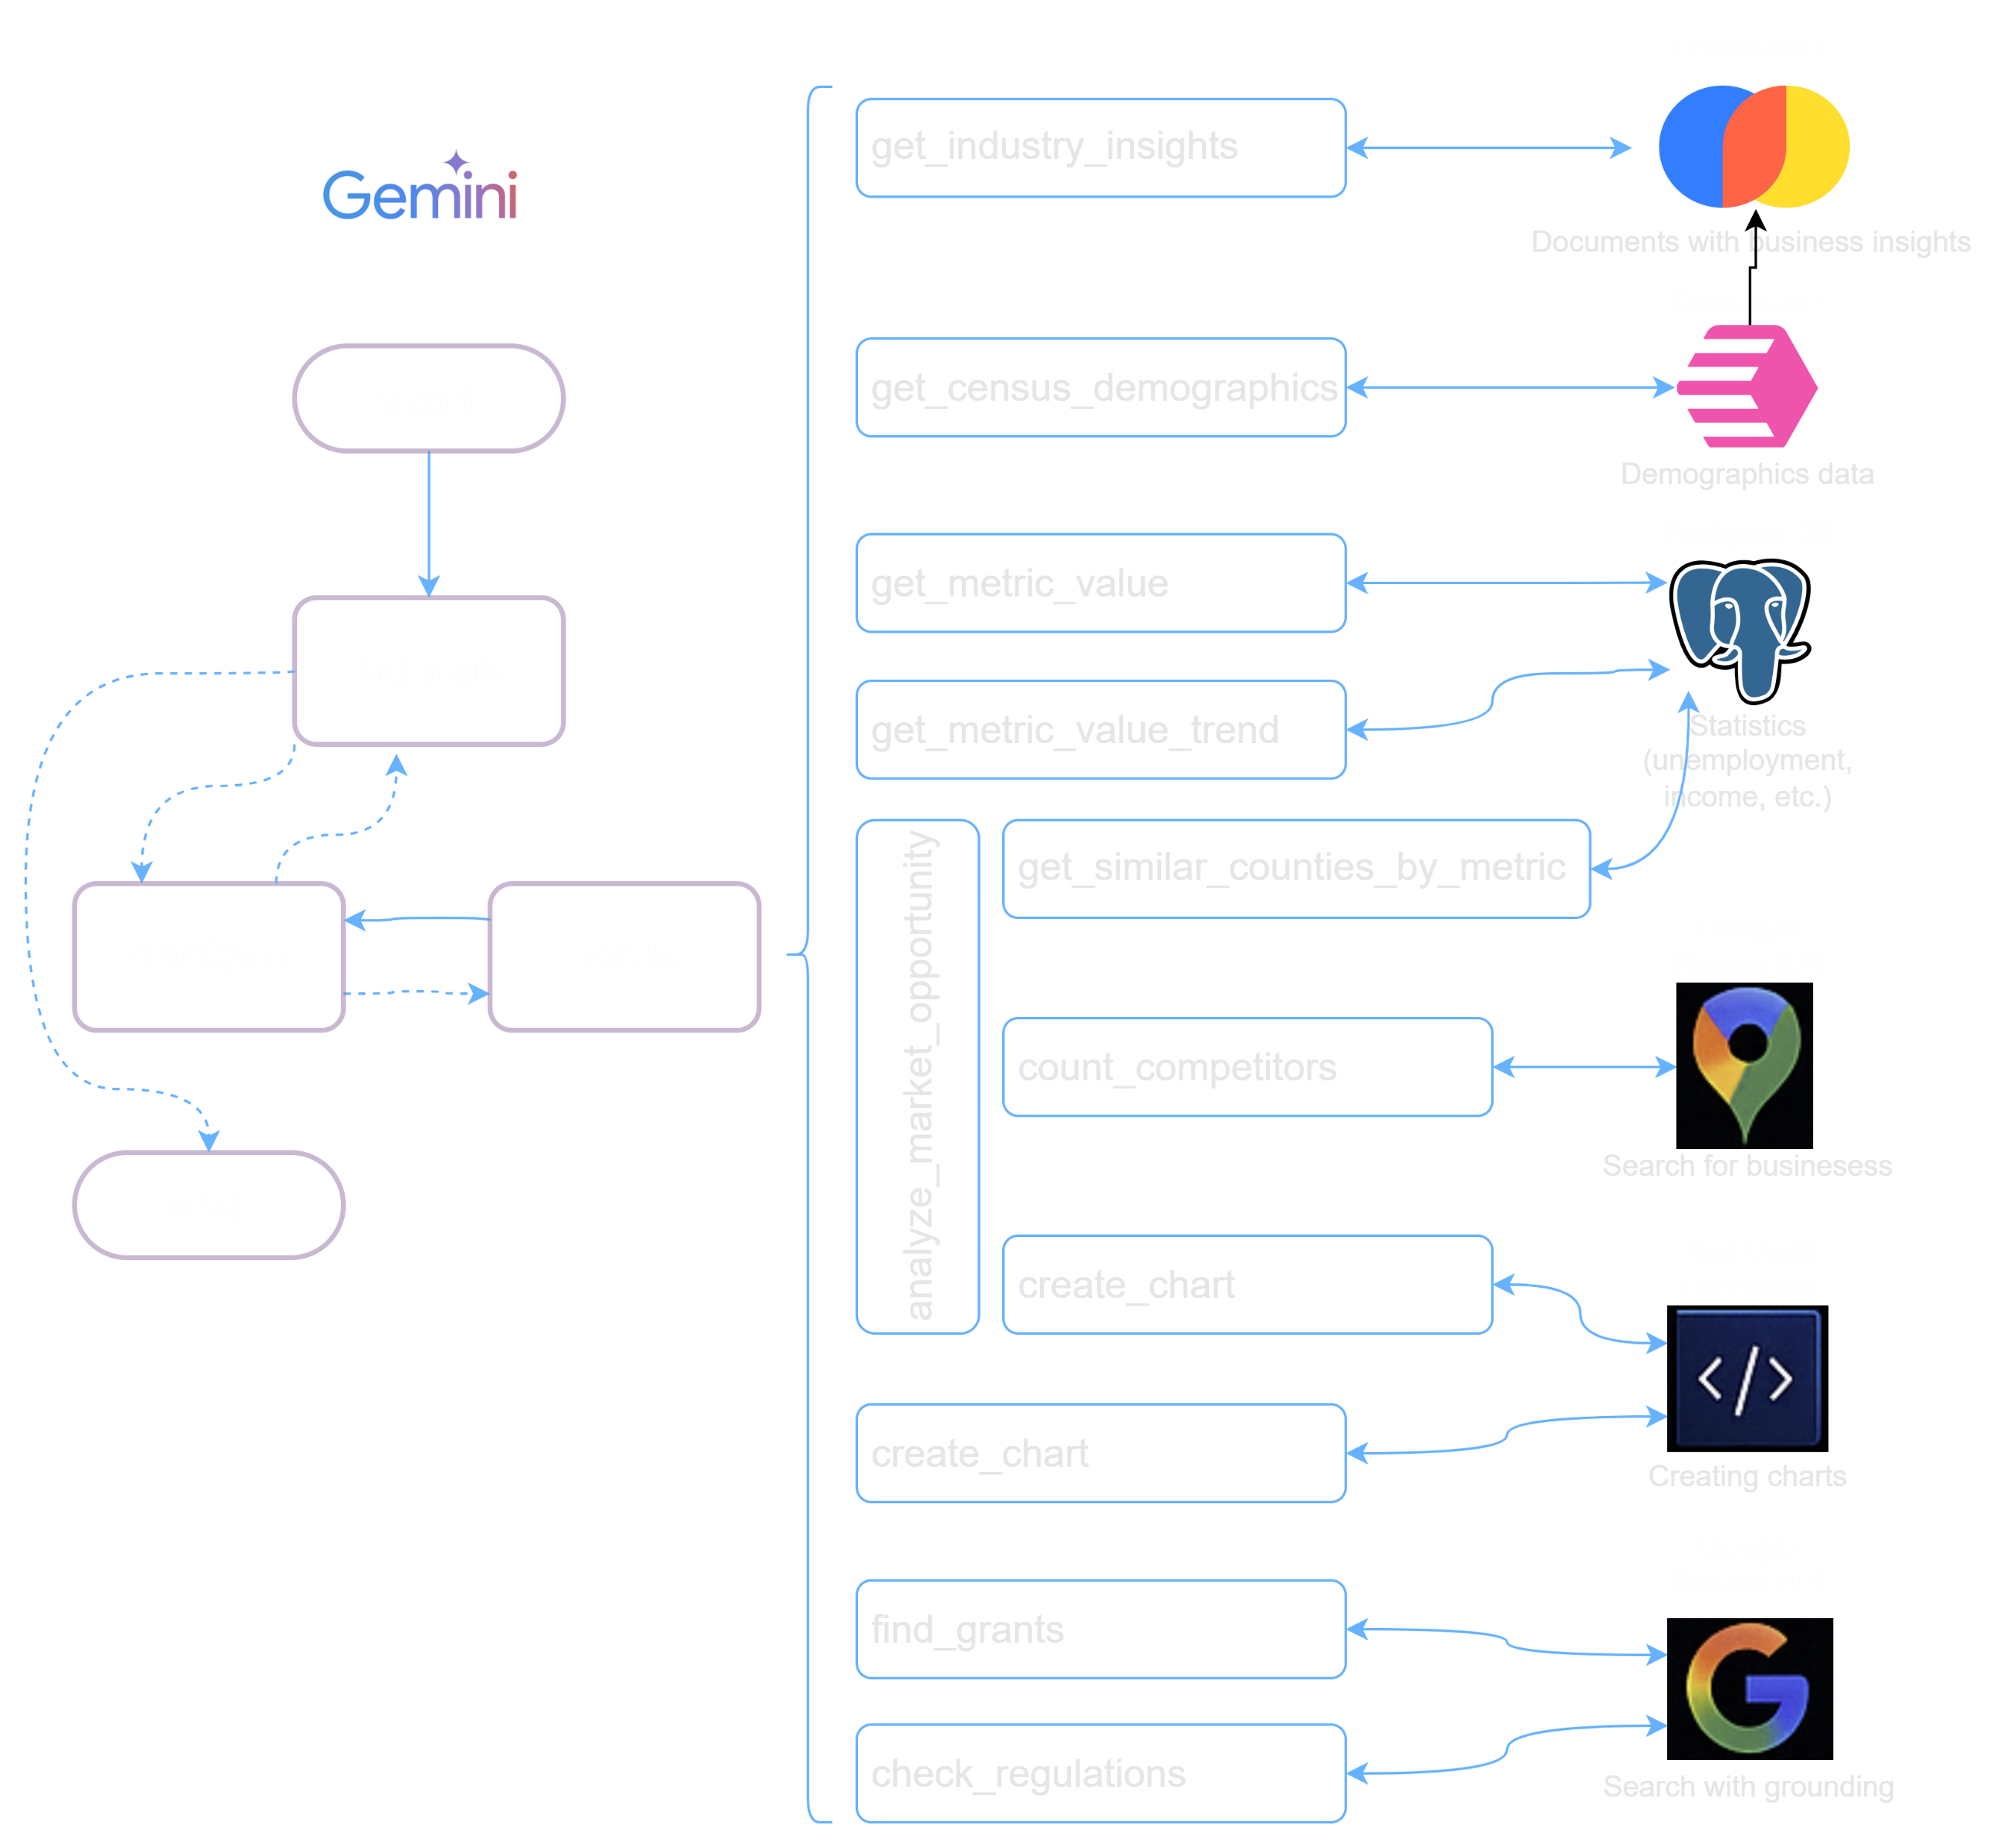 Gemini
get_industry_insights
Documents with business insights
get_census_demographics
Demographics data
get_metric_value
get_metric_value_trend
Statistics
(unemployment,
income, etc.)
analyze_market_opportunity
get_similar_counties_by_metric
count_competitors
Search for businesess
create_chart
</>
create_chart
Creating charts
find_grants
G
check_regulations
Search with grounding